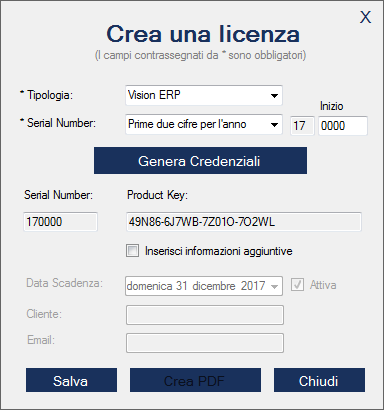 X
Crea una licenza
(I campi contrassegnati da * sono obbligatori)
* Tipologia: Vision ERP
Inizio
* Serial Number: Prime due cifre per l'anno 17 0000
Genera Credenziali
Serial Number: Product Key:
170000 49N86-6J7WB-7Z01O-7O2WL
Inserisci informazioni aggiuntive
Data Scadenza: domenica 31 dicembre 2017 Attiva
Cliente:
Email:
Salva Crea PDF Chiudi